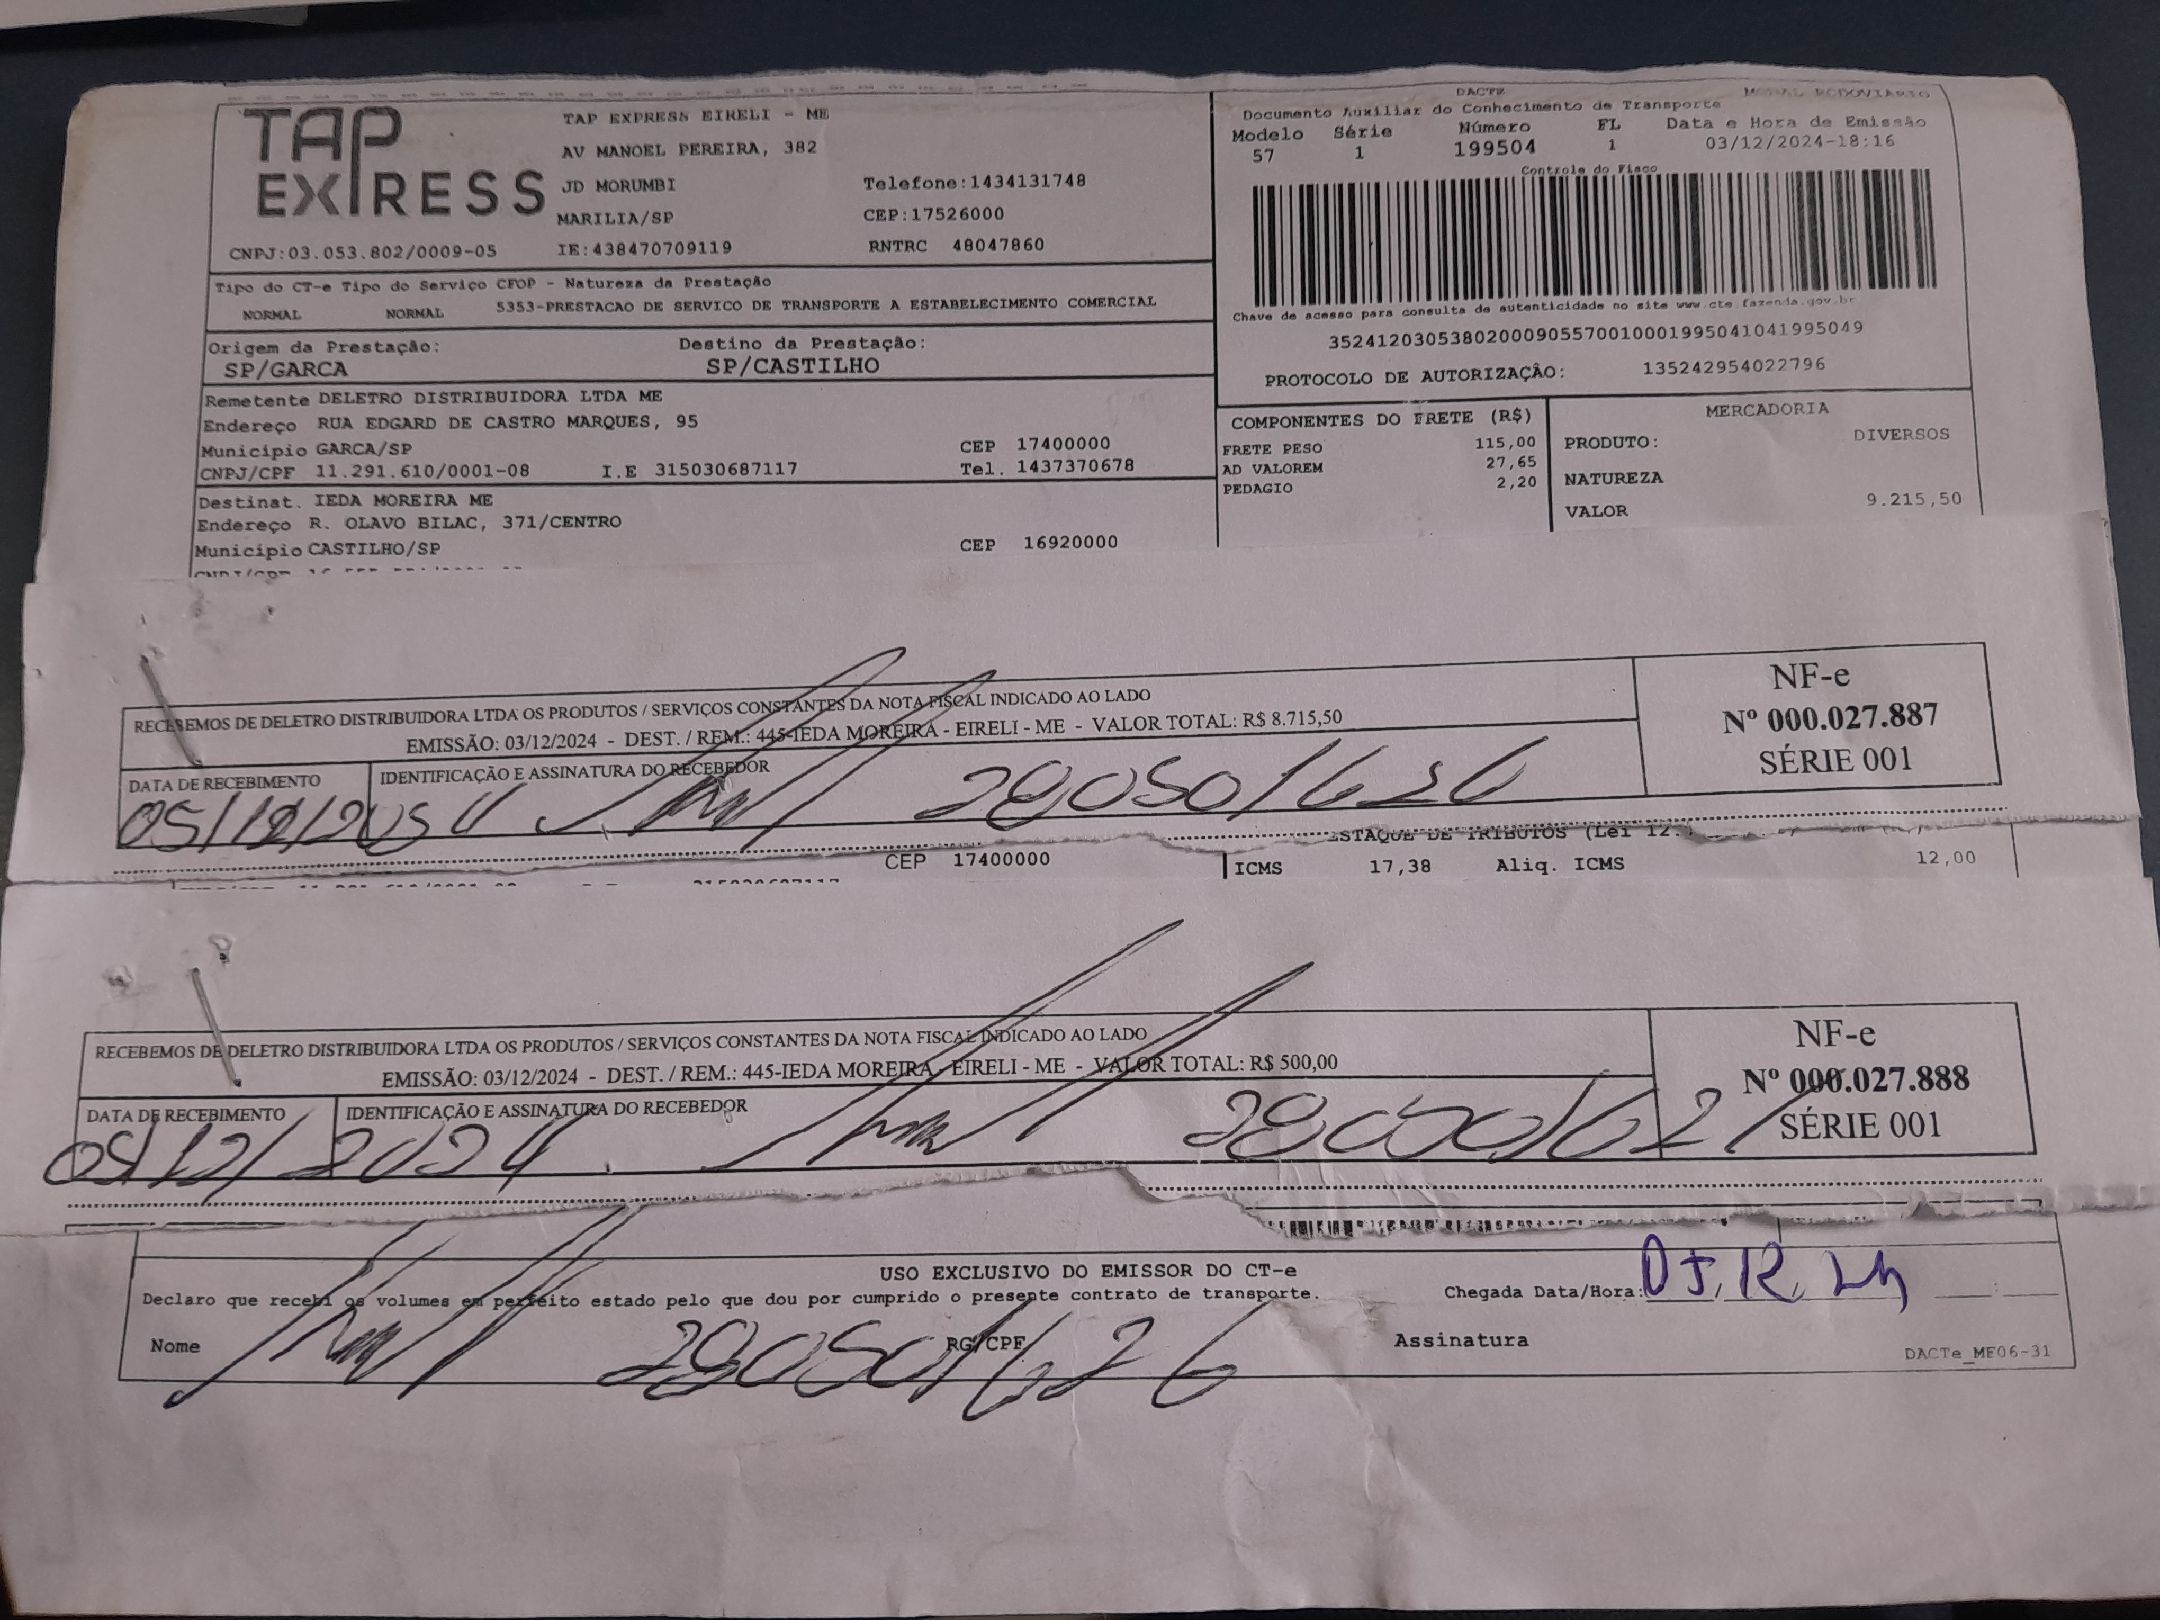 DACTE
MODAL RODOVIARIO
TAP EXPRESS
TAP EXPRESS EIRELI - ME
AV MANOEL PEREIRA, 382
JD MORUMBI
Telefone:1434131748
MARILIA/SP
CEP:17526000
CNPJ:03.053.802/0009-05
IE:438470709119
RNTRC 48047860
Documento Auxiliar do Conhecimento de Transporte
Modelo Série Número FL Data e Hora de Emissão
57 1 199504 1 03/12/2024-18:16
Controle do Fisco
Chave de acesso para consulta de autenticidade no site www.cte.fazenda.gov.br
35241203053802000905570010001995041041995049
PROTOCOLO DE AUTORIZAÇÃO: 135242954022796
Tipo do CT-e Tipo do Serviço CFOP - Natureza da Prestação
NORMAL NORMAL 5353-PRESTACAO DE SERVICO DE TRANSPORTE A ESTABELECIMENTO COMERCIAL
Origem da Prestação: Destino da Prestação:
SP/GARCA SP/CASTILHO
Remetente DELETRO DISTRIBUIDORA LTDA ME
Endereço RUA EDGARD DE CASTRO MARQUES, 95
Município GARCA/SP CEP 17400000
CNPJ/CPF 11.291.610/0001-08 I.E 315030687117 Tel. 1437370678
Destinat. IEDA MOREIRA ME
Endereço R. OLAVO BILAC, 371/CENTRO
Município CASTILHO/SP CEP 16920000
COMPONENTES DO FRETE (R$)
FRETE PESO 115,00
AD VALOREM 27,65
PEDAGIO 2,20
MERCADORIA
PRODUTO: DIVERSOS
NATUREZA
VALOR 9.215,50
RECEBEMOS DE DELETRO DISTRIBUIDORA LTDA OS PRODUTOS / SERVIÇOS CONSTANTES DA NOTA FISCAL INDICADO AO LADO
EMISSÃO: 03/12/2024 - DEST. / REM.: 445-IEDA MOREIRA - EIRELI - ME - VALOR TOTAL: R$ 8.715,50
DATA DE RECEBIMENTO
IDENTIFICAÇÃO E ASSINATURA DO RECEBEDOR
280501626
NF-e
Nº 000.027.887
SÉRIE 001
ESTAQUE DE TRIBUTOS (Lei 12.
CEP 17400000
ICMS 17,38 Aliq. ICMS 12,00
RECEBEMOS DE DELETRO DISTRIBUIDORA LTDA OS PRODUTOS / SERVIÇOS CONSTANTES DA NOTA FISCAL INDICADO AO LADO
EMISSÃO: 03/12/2024 - DEST. / REM.: 445-IEDA MOREIRA - EIRELI - ME - VALOR TOTAL: R$ 500,00
DATA DE RECEBIMENTO
IDENTIFICAÇÃO E ASSINATURA DO RECEBEDOR
05/12/2024
NF-e
Nº 000.027.888
SÉRIE 001
USO EXCLUSIVO DO EMISSOR DO CT-e
Declaro que recebi os volumes em perfeito estado pelo que dou por cumprido o presente contrato de transporte.
Chegada Data/Hora:
Nome 280501626 RG/CPF Assinatura
DACTe_ME06-31